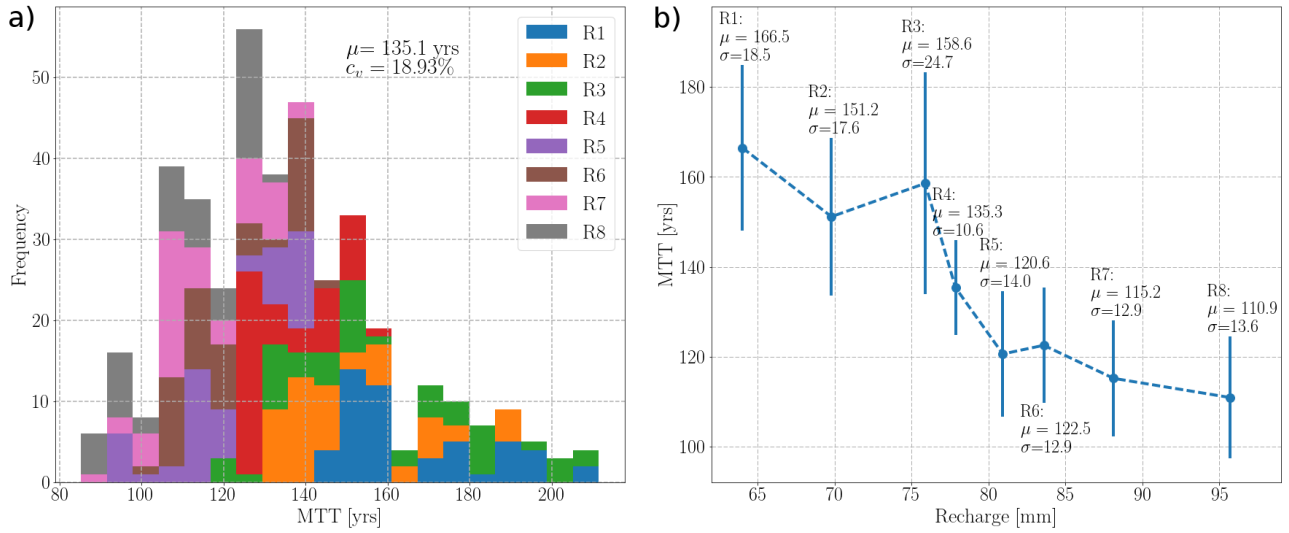 a)
μ= 135.1 yrs
c_v = 18.93%
R1
R2
R3
R4
R5
R6
R7
R8
Frequency
50
40
30
20
10
0
80 100 120 140 160 180 200
MTT [yrs]
b)
R1:
μ = 166.5
σ=18.5
R2:
μ = 151.2
σ=17.6
R3:
μ = 158.6
σ=24.7
R4:
μ = 135.3
σ=10.6
R5:
μ = 120.6
σ=14.0
R6:
μ = 122.5
σ=12.9
R7:
μ = 115.2
σ=12.9
R8:
μ = 110.9
σ=13.6
MTT [yrs]
180
160
140
120
100
65 70 75 80 85 90 95
Recharge [mm]